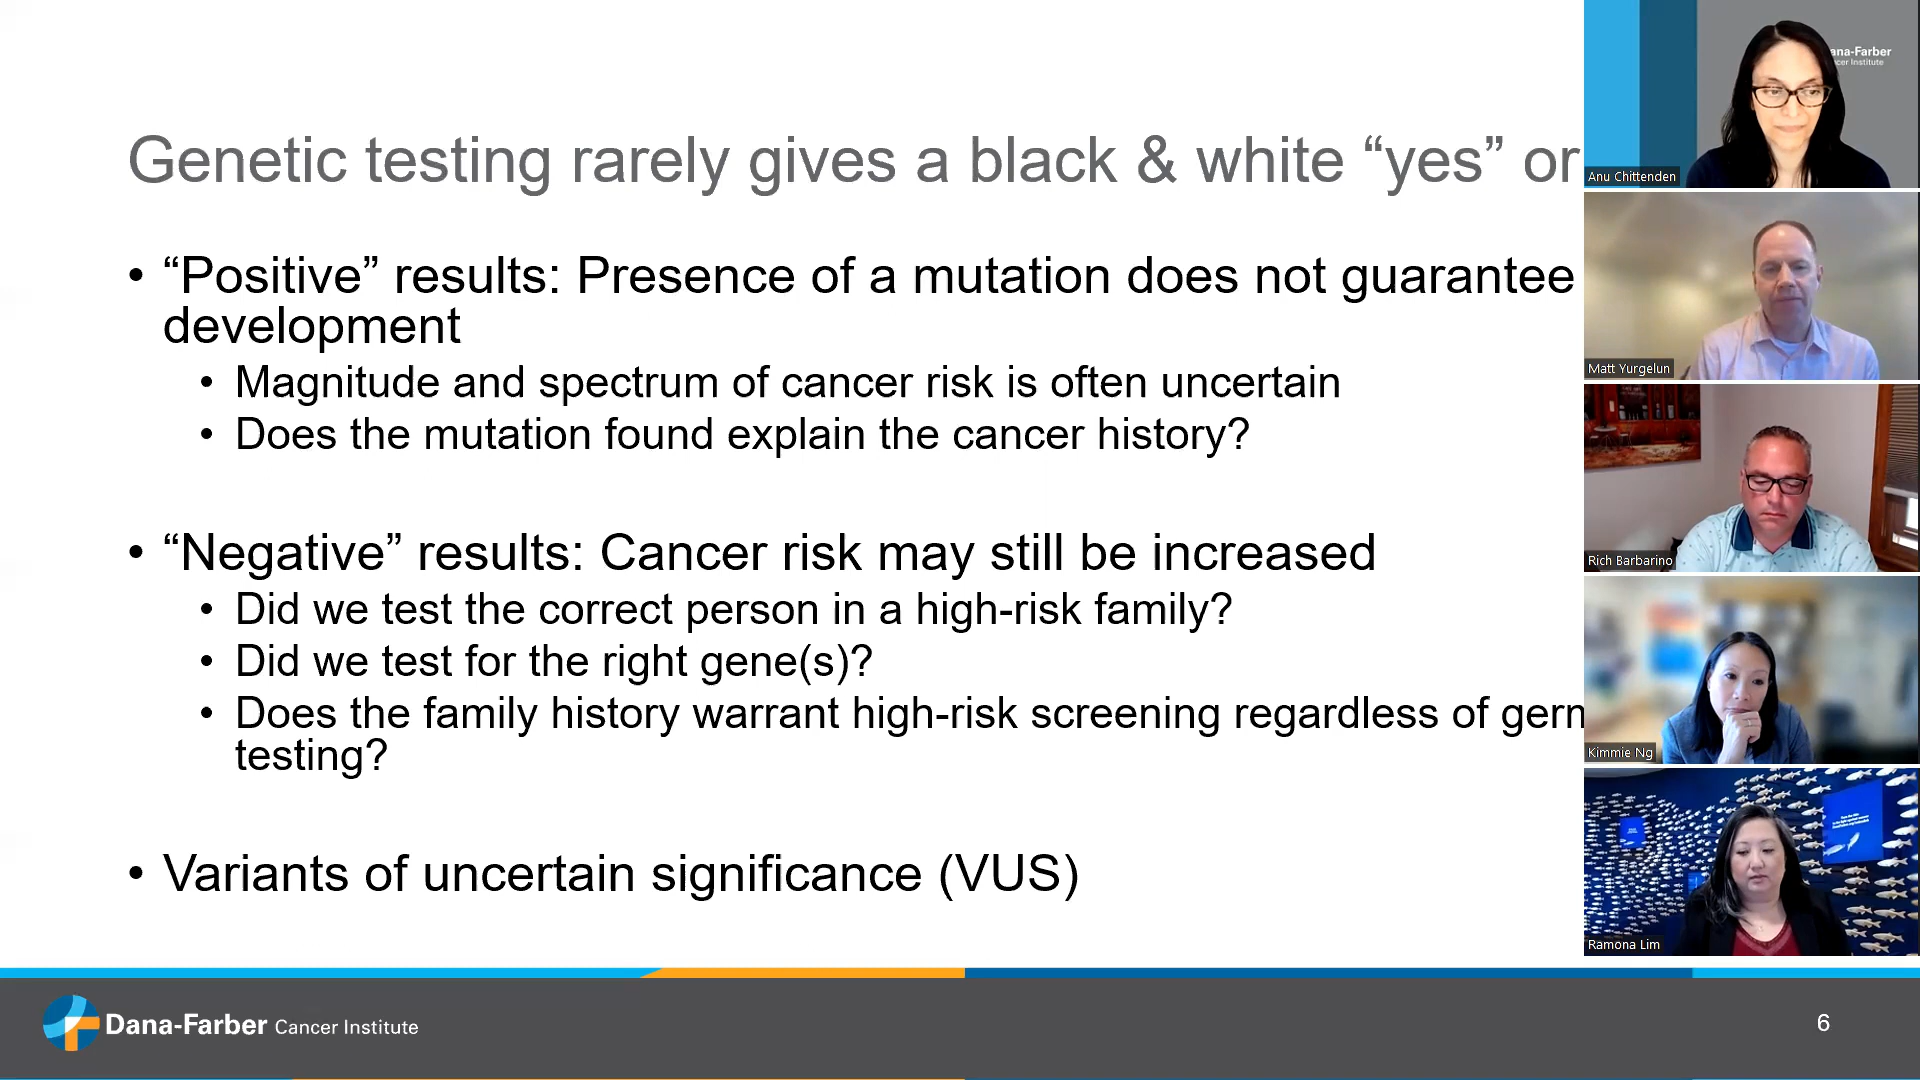 Genetic testing rarely gives a black & white “yes” or
• “Positive” results: Presence of a mutation does not guarantee
development
• Magnitude and spectrum of cancer risk is often uncertain
• Does the mutation found explain the cancer history?
• “Negative” results: Cancer risk may still be increased
• Did we test the correct person in a high-risk family?
• Did we test for the right gene(s)?
• Does the family history warrant high-risk screening regardless of germ
testing?
• Variants of uncertain significance (VUS)
Dana-Farber Cancer Institute
6
ana-Farber
cer Institute
Anu Chittenden
Matt Yurgelun
Rich Barbarino
Kimmie Ng
Ramona Lim